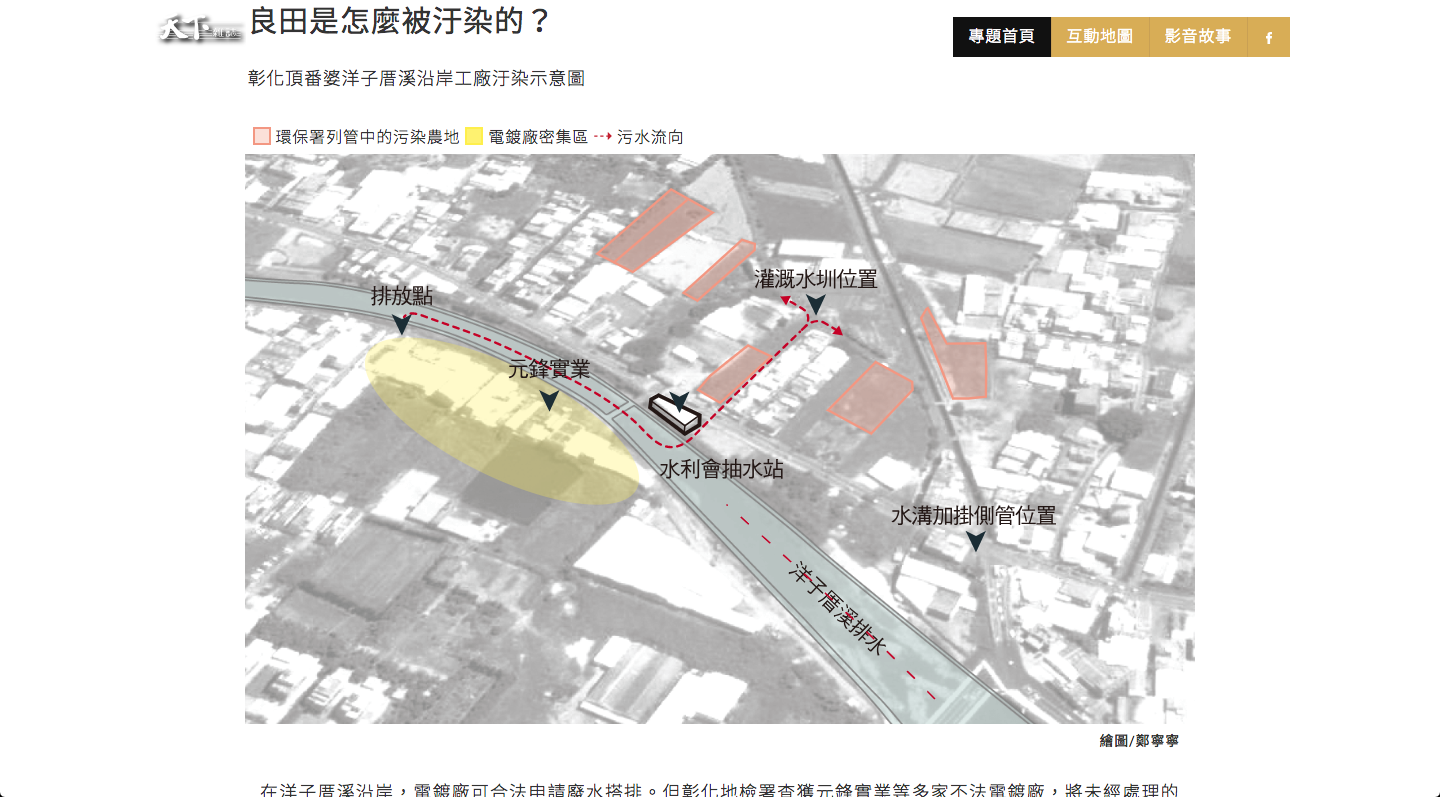 天下
良田是怎麼被汙染的？
專題首頁
互動地圖
影音故事
f
彰化頂番婆洋子厝溪沿岸工廠汙染示意圖
環保署列管中的污染農地 電鍍廠密集區 污水流向
灌溉水圳位置
排放點
元鋒實業
水利會抽水站
水溝加掛側管位置
洋子厝溪排水
繪圖/鄭寧寧
在洋子厝溪沿岸，電鍍廠可合法申請廢水搭排。但彰化地檢署查獲元鋒實業等多家不法電鍍廠，將未經處理的